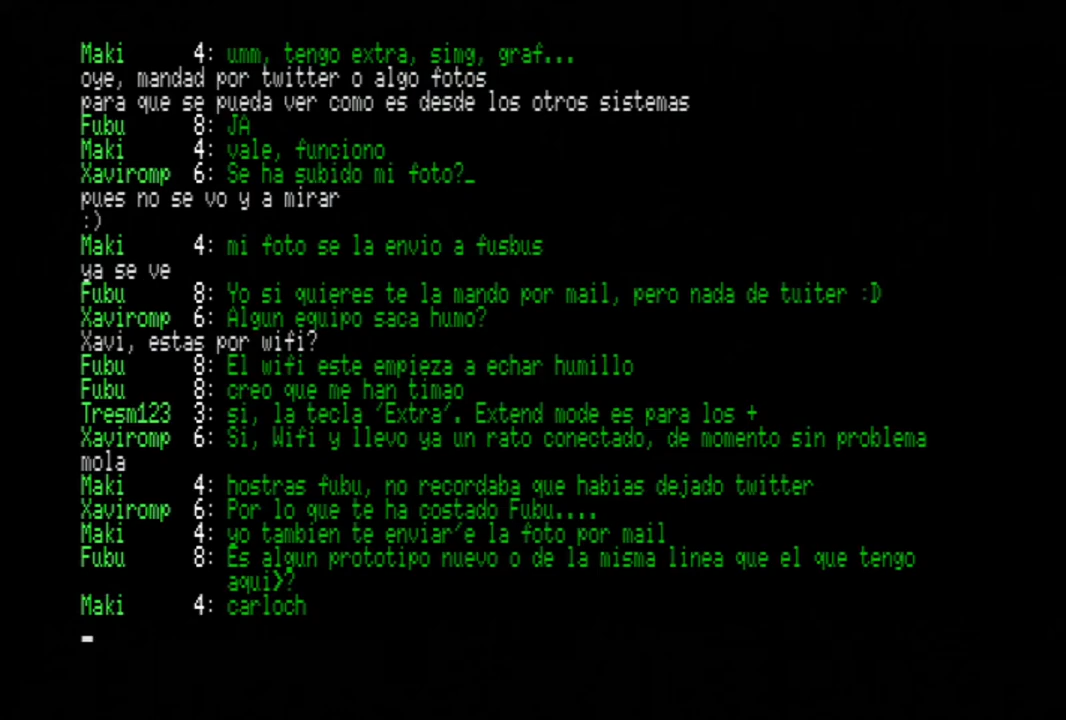 Maki 4: umm, tengo extra, simg, graf...
oye, mandad por twitter o algo fotos
para que se pueda ver como es desde los otros sistemas
Fubu 8: JA
Maki 4: vale, funciono
Xaviromp 6: Se ha subido mi foto?_
pues no se vo y a mirar
:)
Maki 4: mi foto se la envio a fusbus
ya se ve
Fubu 8: Yo si quieres te la mando por mail, pero nada de tuiter :D
Xaviromp 6: Algun equipo saca humo?
Xavi, estas por wifi?
Fubu 8: El wifi este empieza a echar humillo
Fubu 8: creo que me han timao
Tresm123 3: si, la tecla 'Extra'. Extend mode es para los +
Xaviromp 6: Si, Wifi y llevo ya un rato conectado, de momento sin problema
mola
Maki 4: hostras fubu, no recordaba que habias dejado twitter
Xaviromp 6: Por lo que te ha costado Fubu....
Maki 4: yo tambien te enviar'e la foto por mail
Fubu 8: Es algun prototipo nuevo o de la misma linea que el que tengo
aqui>?
Maki 4: carloch